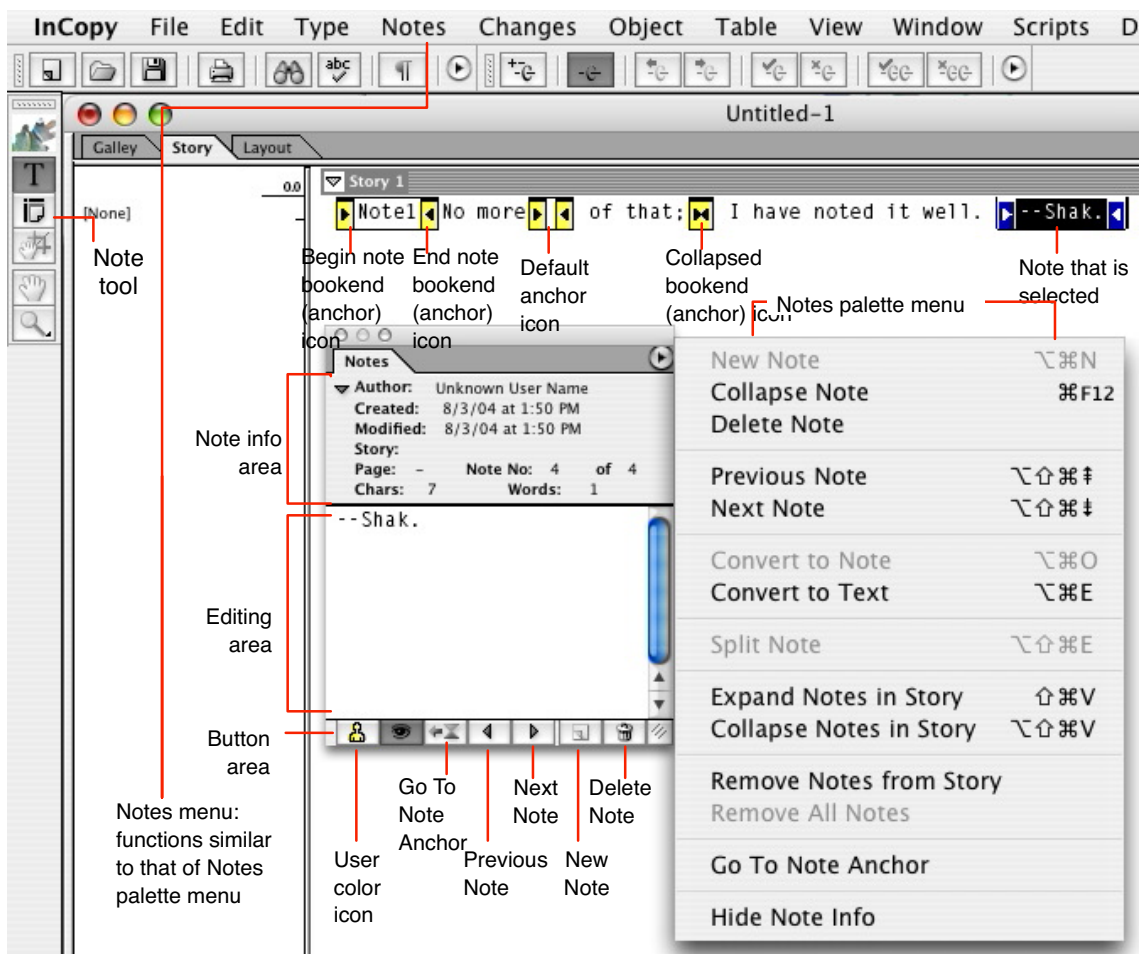 InCopy File Edit Type Notes Changes Object Table View Window Scripts D
abc
Untitled-1
Galley Story Layout
0.0
Story 1
[None]
Note1 No more of that; I have noted it well. --Shak.
Note
tool
Begin note
bookend
(anchor)
icon
End note
bookend
(anchor)
icon
Default
anchor
icon
Collapsed
bookend
(anchor) icon
Note that is
selected
Notes palette menu
Notes
Author: Unknown User Name
Created: 8/3/04 at 1:50 PM
Modified: 8/3/04 at 1:50 PM
Story:
Page: – Note No: 4 of 4
Chars: 7 Words: 1
--Shak.
Note info
area
Editing
area
Button
area
New Note ⌥⌘N
Collapse Note ⌘F12
Delete Note
Previous Note ⌥⇧⌘⇞
Next Note ⌥⇧⌘⇟
Convert to Note ⌥⌘O
Convert to Text ⌥⌘E
Split Note ⌥⇧⌘E
Expand Notes in Story ⇧⌘V
Collapse Notes in Story ⌥⇧⌘V
Remove Notes from Story
Remove All Notes
Go To Note Anchor
Hide Note Info
Notes menu:
functions similar
to that of Notes
palette menu
User
color
icon
Go To
Note
Anchor
Previous
Note
Next
Note
New
Note
Delete
Note